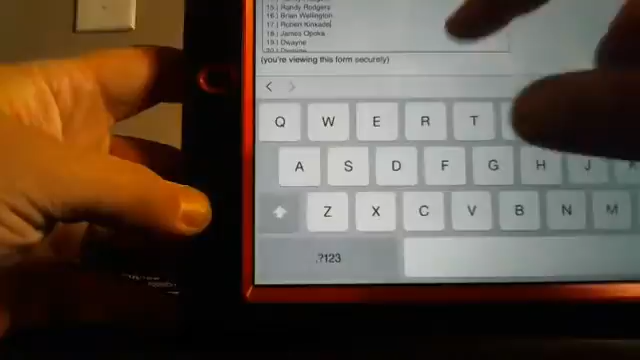 15) Randy Rodgers
16) Brian Wellington
17) Robert Kinkade
18) James Opoka
19) Dwayne
(you're viewing this form securely)
< >
Q W E R T
A S D F G H J K
Z X C V B N M
.?123